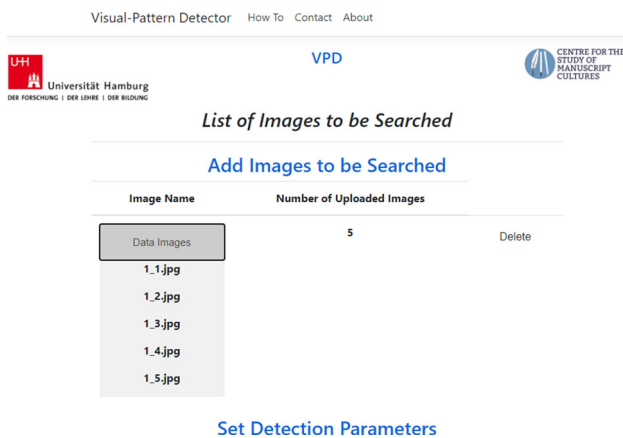 Visual-Pattern Detector How To Contact About
UH
Universität Hamburg
DER FORSCHUNG | DER LEHRE | DER BILDUNG
VPD
CENTRE FOR THE
STUDY OF
MANUSCRIPT
CULTURES
List of Images to be Searched
Add Images to be Searched
Image Name Number of Uploaded Images
Data Images 5 Delete
1_1.jpg
1_2.jpg
1_3.jpg
1_4.jpg
1_5.jpg
Set Detection Parameters